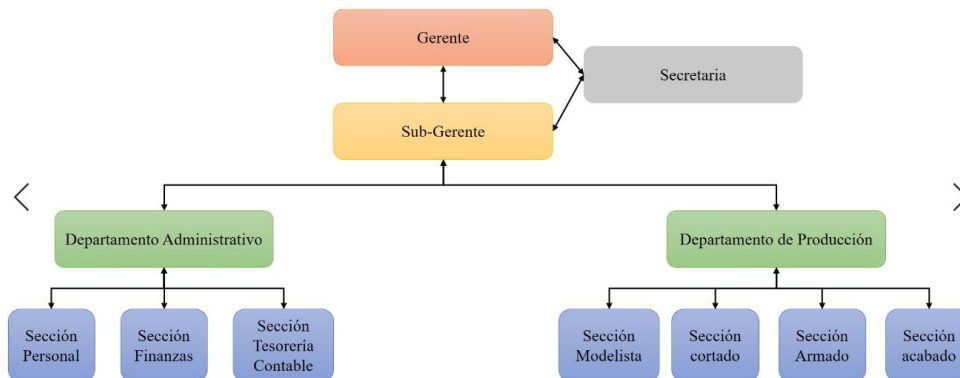 Gerente
Secretaria
Sub-Gerente
Departamento Administrativo
Departamento de Producción
Sección
Personal
Sección
Finanzas
Sección
Tesorería
Contable
Sección
Modelista
Sección
cortado
Sección
Armado
Sección
acabado